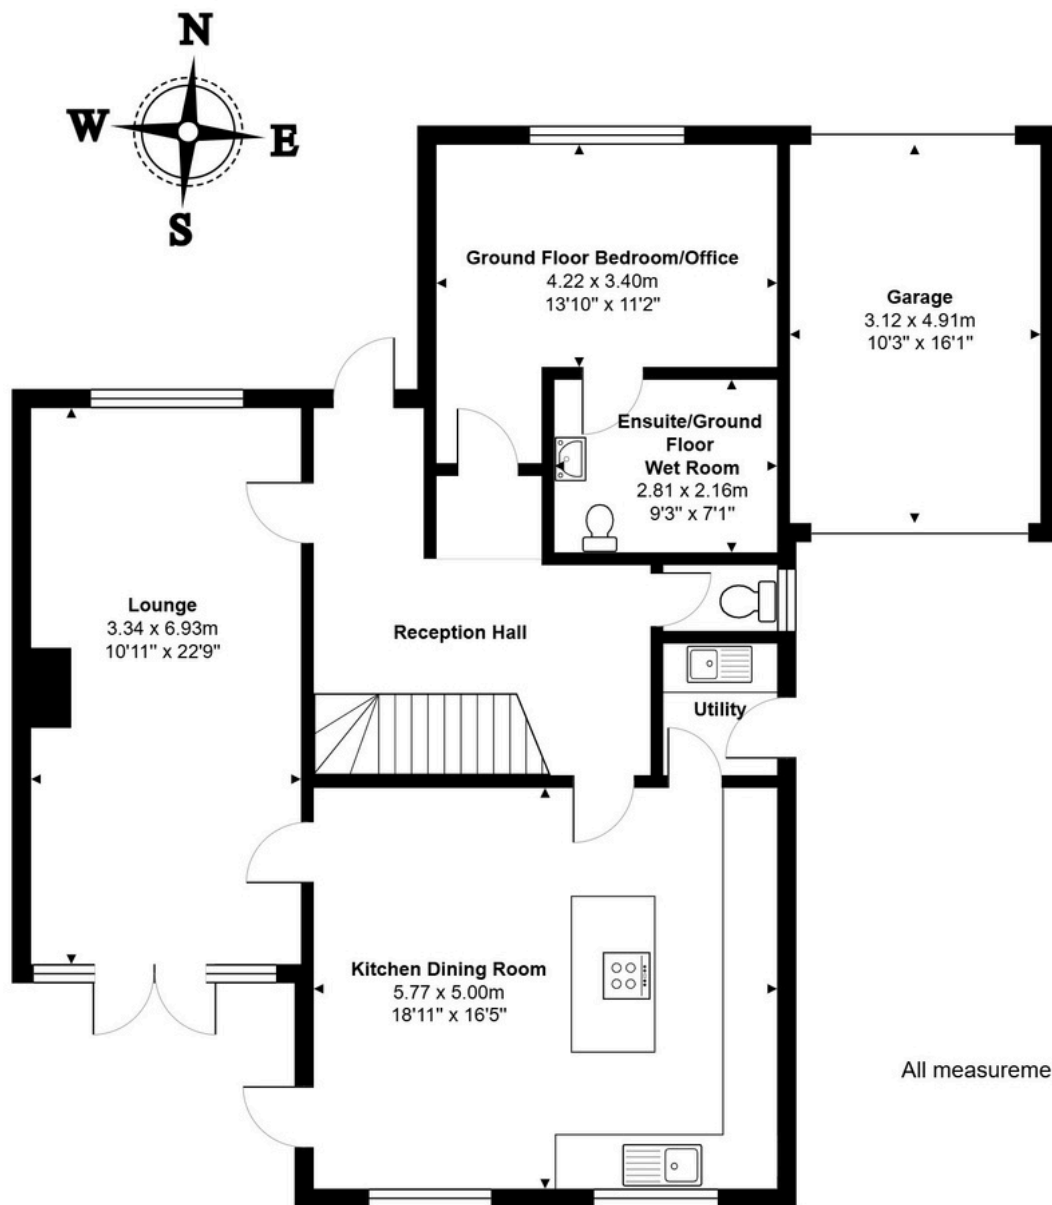 N
W
E
S
Ground Floor Bedroom/Office
4.22 x 3.40m
13'10" x 11'2"
Garage
3.12 x 4.91m
10'3" x 16'1"
Ensuite/Ground
Floor
Wet Room
2.81 x 2.16m
9'3" x 7'1"
Lounge
3.34 x 6.93m
10'11" x 22'9"
Reception Hall
Utility
Kitchen Dining Room
5.77 x 5.00m
18'11" x 16'5"
All measureme